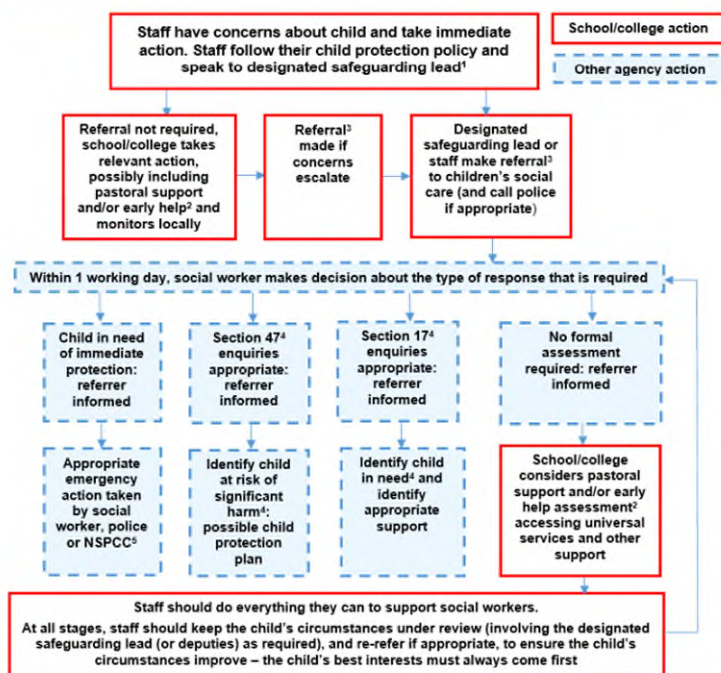 Staff have concerns about child and take immediate
action. Staff follow their child protection policy and
speak to designated safeguarding lead¹
School/college action
Other agency action
Referral not required,
school/college takes
relevant action,
possibly including
pastoral support
and/or early help² and
monitors locally
Referral³
made if
concerns
escalate
Designated
safeguarding lead or
staff make referral³
to children's social
care (and call police
if appropriate)
Within 1 working day, social worker makes decision about the type of response that is required
Child in need
of immediate
protection:
referrer
informed
Section 47⁴
enquiries
appropriate:
referrer
informed
Section 17⁴
enquiries
appropriate:
referrer
informed
No formal
assessment
required: referrer
informed
Appropriate
emergency
action taken
by social
worker, police
or NSPCC⁵
Identify child
at risk of
significant
harm⁴:
possible child
protection
plan
Identify child
in need⁴ and
identify
appropriate
support
School/college
considers pastoral
support and/or early
help assessment²
accessing universal
services and other
support
Staff should do everything they can to support social workers.
At all stages, staff should keep the child's circumstances under review (involving the designated
safeguarding lead (or deputies) as required), and re-refer if appropriate, to ensure the child's
circumstances improve – the child's best interests must always come first